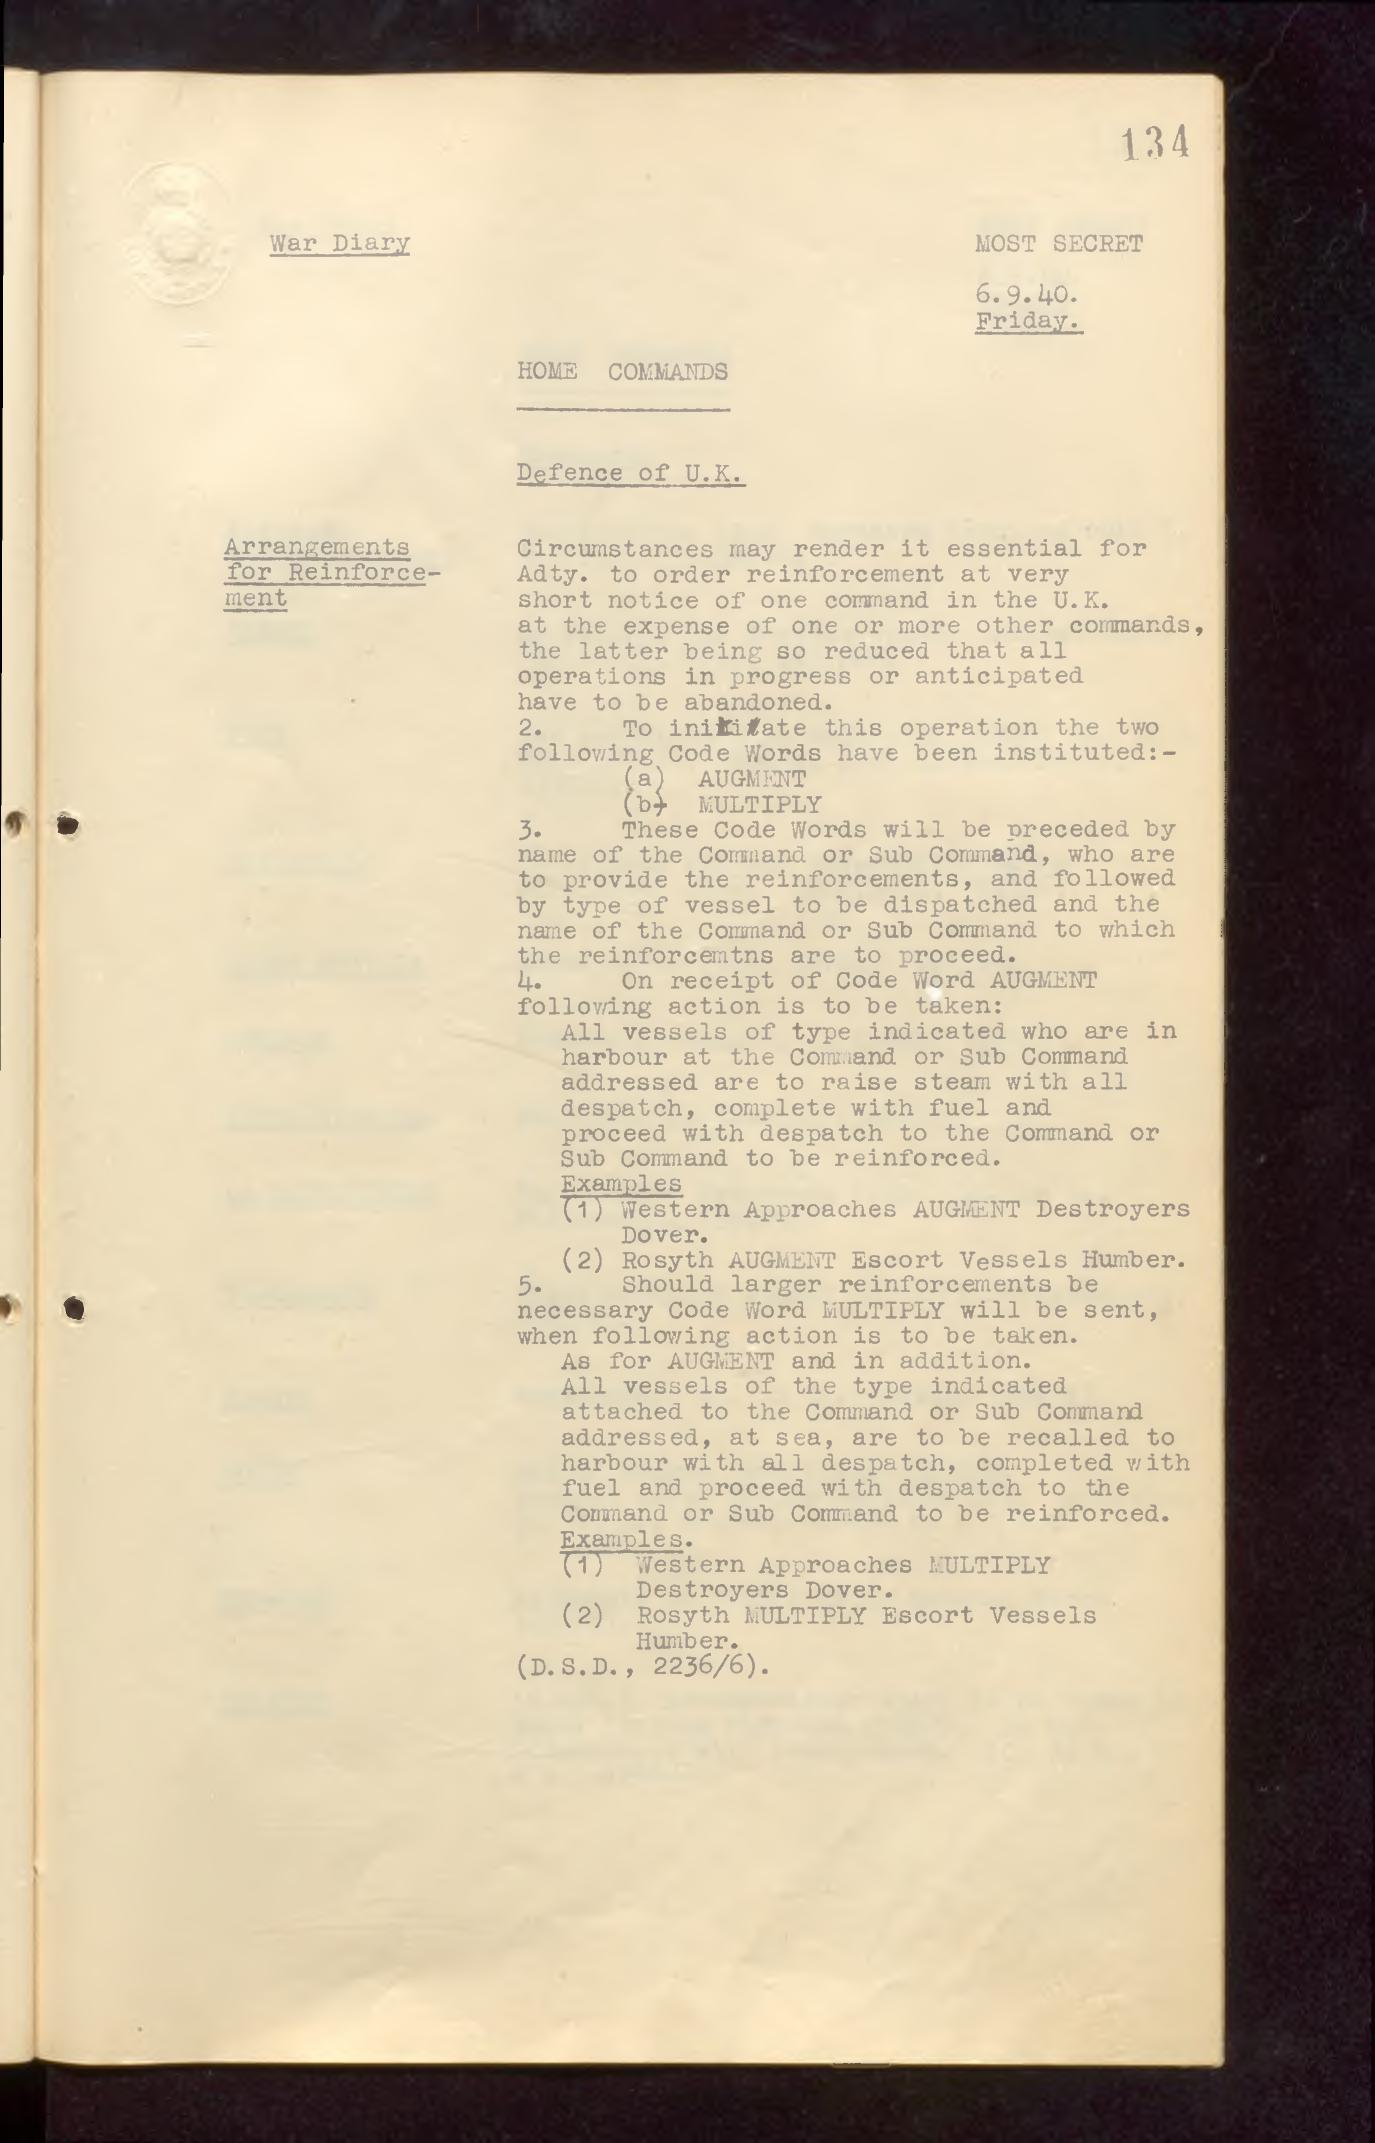 134
War Diary
MOST SECRET
6.9.40.
Friday.
HOME COMMANDS
Defence of U.K.
Arrangements
for Reinforce-
ment
Circumstances may render it essential for
Adty. to order reinforcement at very
short notice of one command in the U.K.
at the expense of one or more other commands,
the latter being so reduced that all
operations in progress or anticipated
have to be abandoned.
2. To initiate this operation the two
following Code Words have been instituted:-
(a) AUGMENT
(b) MULTIPLY
3. These Code Words will be preceded by
name of the Command or Sub Command, who are
to provide the reinforcements, and followed
by type of vessel to be dispatched and the
name of the Command or Sub Command to which
the reinforcemtns are to proceed.
4. On receipt of Code Word AUGMENT
following action is to be taken:
All vessels of type indicated who are in
harbour at the Command or Sub Command
addressed are to raise steam with all
despatch, complete with fuel and
proceed with despatch to the Command or
Sub Command to be reinforced.
Examples
(1) Western Approaches AUGMENT Destroyers
Dover.
(2) Rosyth AUGMENT Escort Vessels Humber.
5. Should larger reinforcements be
necessary Code Word MULTIPLY will be sent,
when following action is to be taken.
As for AUGMENT and in addition.
All vessels of the type indicated
attached to the Command or Sub Command
addressed, at sea, are to be recalled to
harbour with all despatch, completed with
fuel and proceed with despatch to the
Command or Sub Command to be reinforced.
Examples.
(1) Western Approaches MULTIPLY
Destroyers Dover.
(2) Rosyth MULTIPLY Escort Vessels
Humber.
(D.S.D., 2236/6).